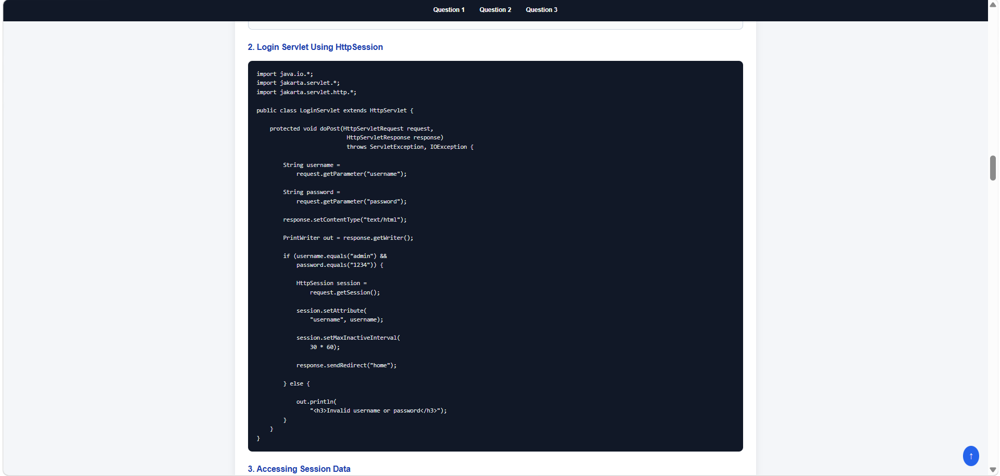 Question 1 Question 2 Question 3
2. Login Servlet Using HttpSession
import java.io.*;
import jakarta.servlet.*;
import jakarta.servlet.http.*;
public class LoginServlet extends HttpServlet {
protected void doPost(HttpServletRequest request,
HttpServletResponse response)
throws ServletException, IOException {
String username =
request.getParameter("username");
String password =
request.getParameter("password");
response.setContentType("text/html");
PrintWriter out = response.getWriter();
if (username.equals("admin") &&
password.equals("1234")) {
HttpSession session =
request.getSession();
session.setAttribute(
"username", username);
session.setMaxInactiveInterval(
30 * 60);
response.sendRedirect("home");
} else {
out.println(
"<h3>Invalid username or password</h3>");
}
}
}
3. Accessing Session Data
↑